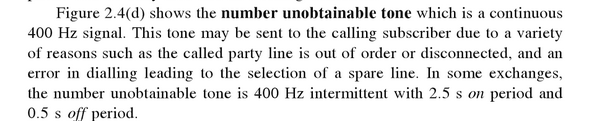 Figure 2.4(d) shows the number unobtainable tone which is a continuous
400 Hz signal. This tone may be sent to the calling subscriber due to a variety
of reasons such as the called party line is out of order or disconnected, and an
error in dialling leading to the selection of a spare line. In some exchanges,
the number unobtainable tone is 400 Hz intermittent with 2.5 s on period and
0.5 s off period.